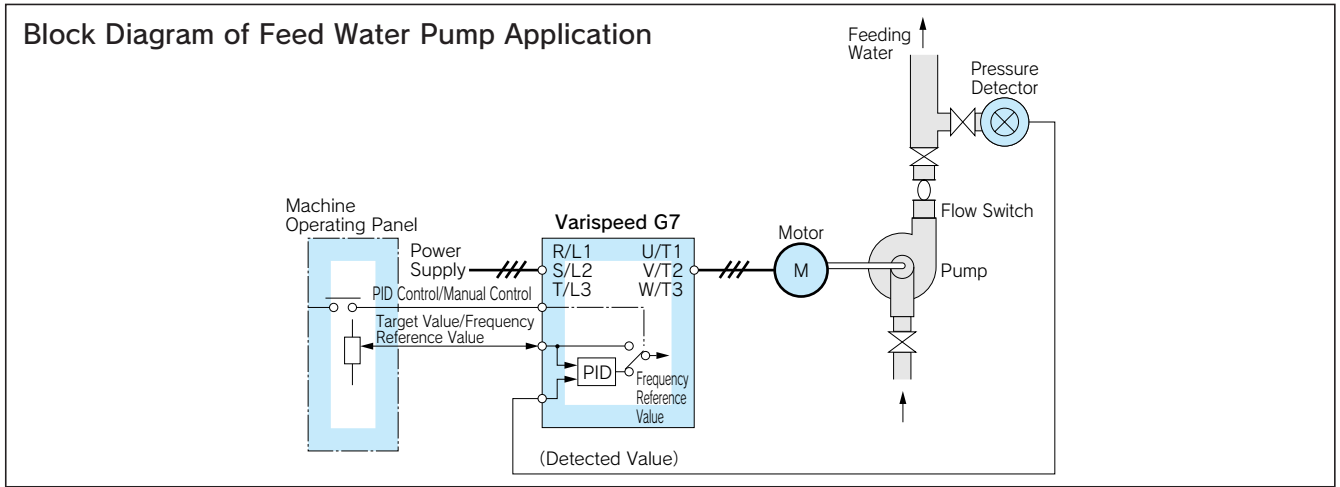 Block Diagram of Feed Water Pump Application
Feeding
Water
Pressure
Detector
Flow Switch
Machine
Operating Panel
Power
Supply
Varispeed G7
R/L1 U/T1
S/L2 V/T2
T/L3 W/T3
Motor
M
Pump
PID Control/Manual Control
Target Value/Frequency
Reference Value
PID
Frequency
Reference
Value
(Detected Value)